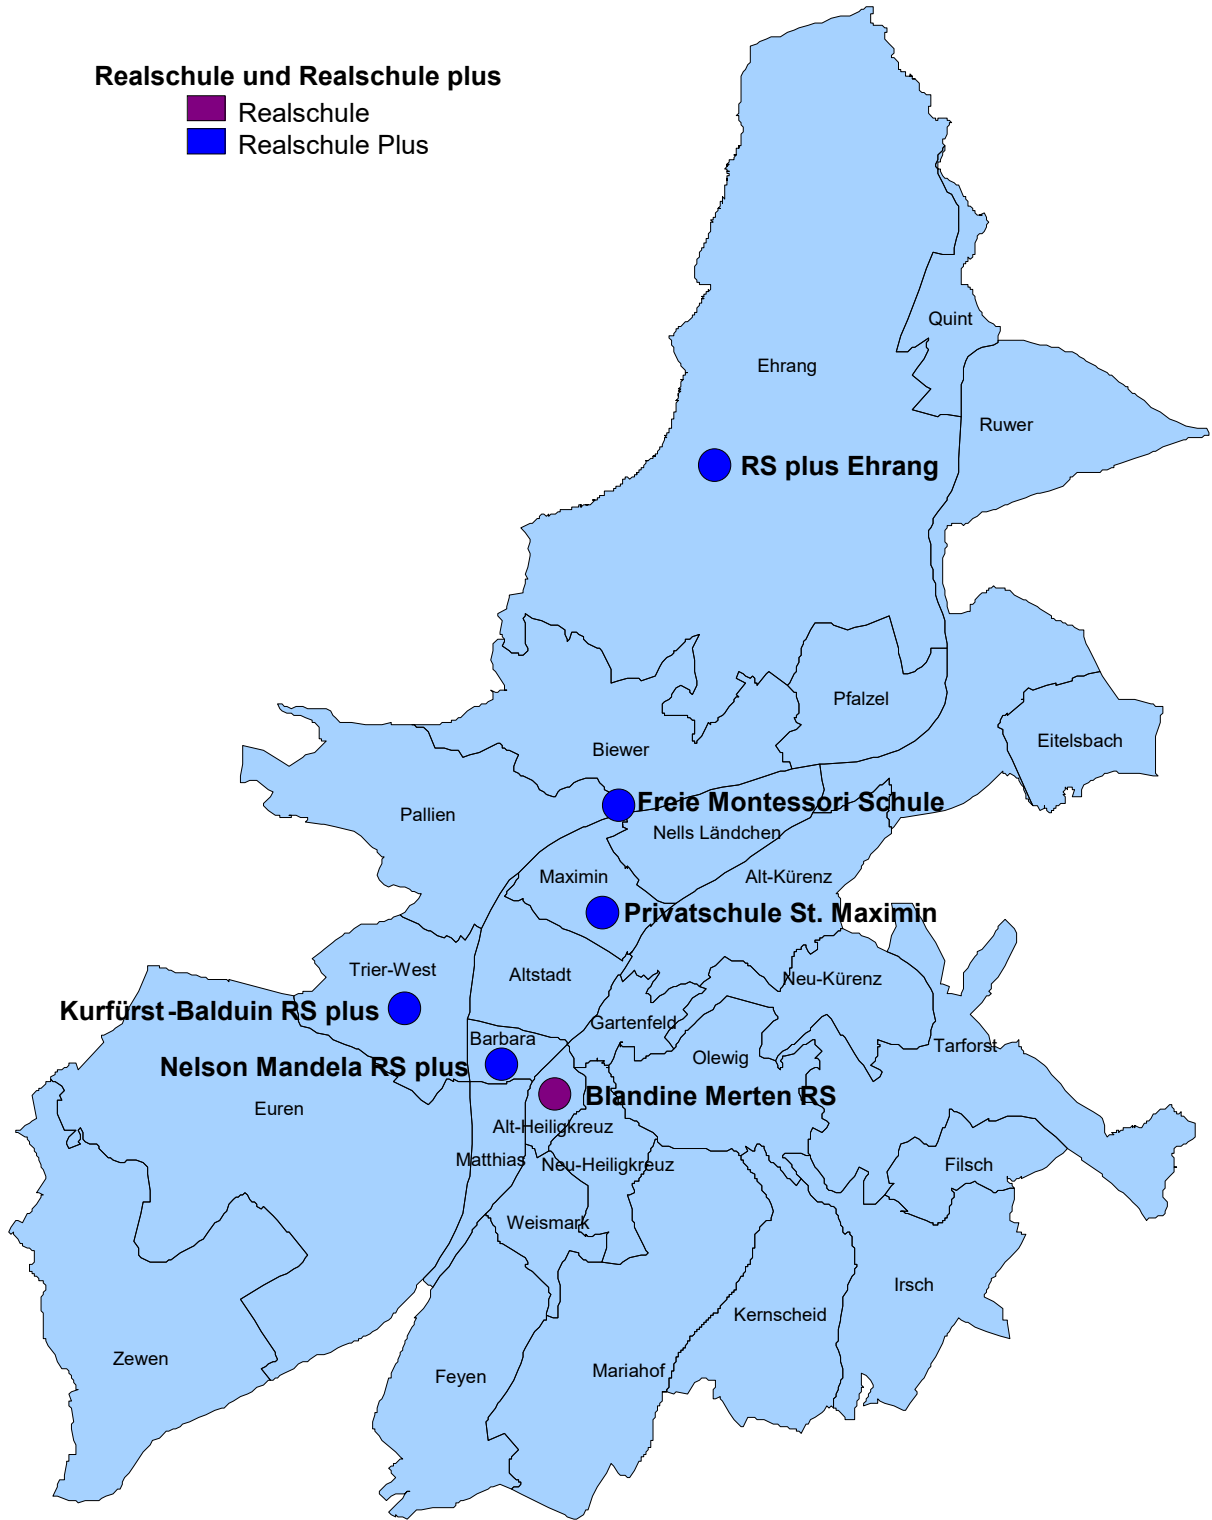 Realschule und Realschule plus
Realschule
Realschule Plus
Quint
Ehrang
Ruwer
RS plus Ehrang
Pfalzel
Eitelsbach
Biewer
Freie Montessori Schule
Pallien
Nells Ländchen
Maximin
Alt-Kürenz
Privatschule St. Maximin
Trier-West
Altstadt
Neu-Kürenz
Kurfürst-Balduin RS plus
Gartenfeld
Barbara
Tarforst
Olewig
Nelson Mandela RS plus
Blandine Merten RS
Euren
Alt-Heiligkreuz
Matthias
Neu-Heiligkreuz
Filsch
Weismark
Irsch
Kernscheid
Zewen
Mariahof
Feyen